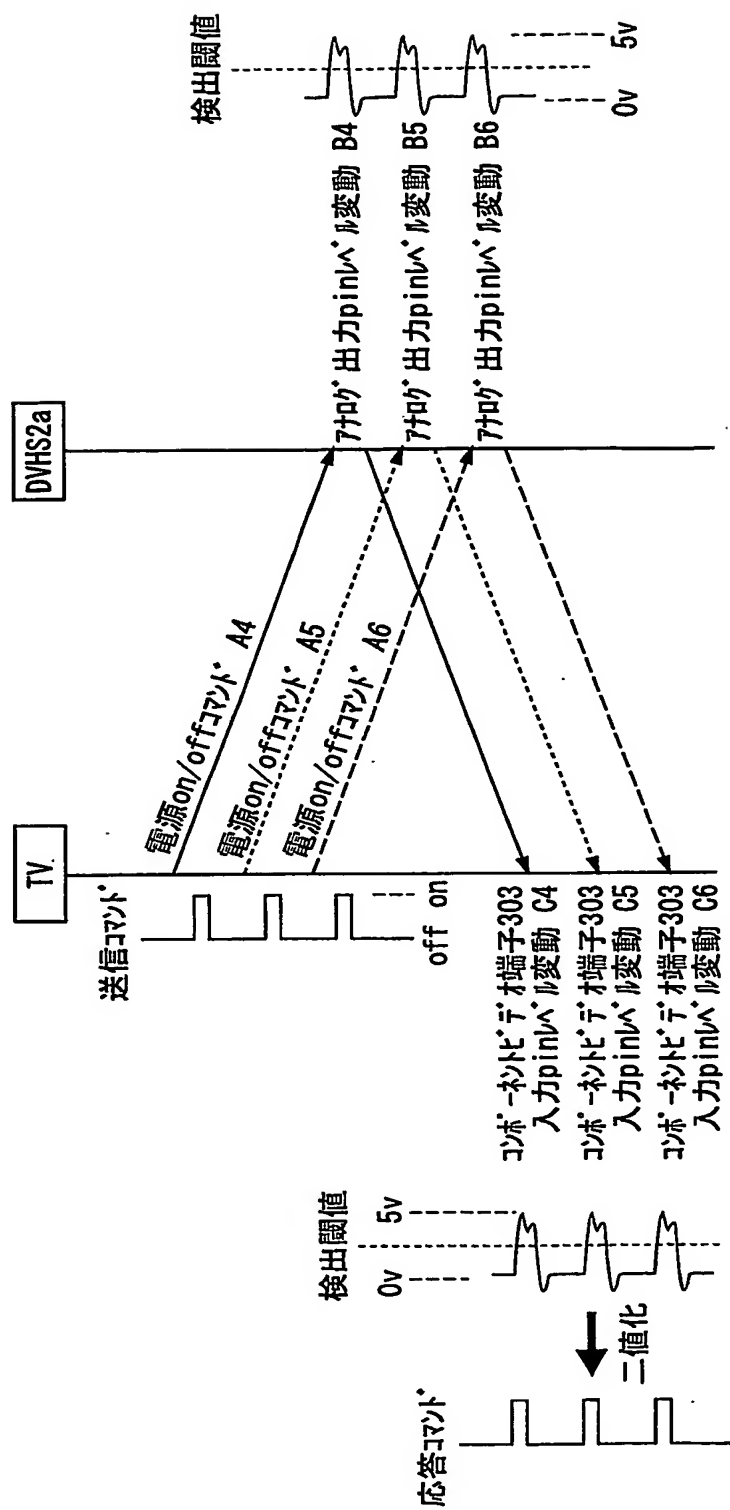 TV.
DVHS2a
送信コマンド
off on
電源on/offコマンド A4
電源on/offコマンド A5
電源on/offコマンド A6
検出閾値
0v
5v
アナログ出力pinレベル変動 B4
アナログ出力pinレベル変動 B5
アナログ出力pinレベル変動 B6
コンポーネントビデオ端子303
入力pinレベル変動 C4
コンポーネントビデオ端子303
入力pinレベル変動 C5
コンポーネントビデオ端子303
入力pinレベル変動 C6
検出閾値
0v
5v
二値化
応答コマンド